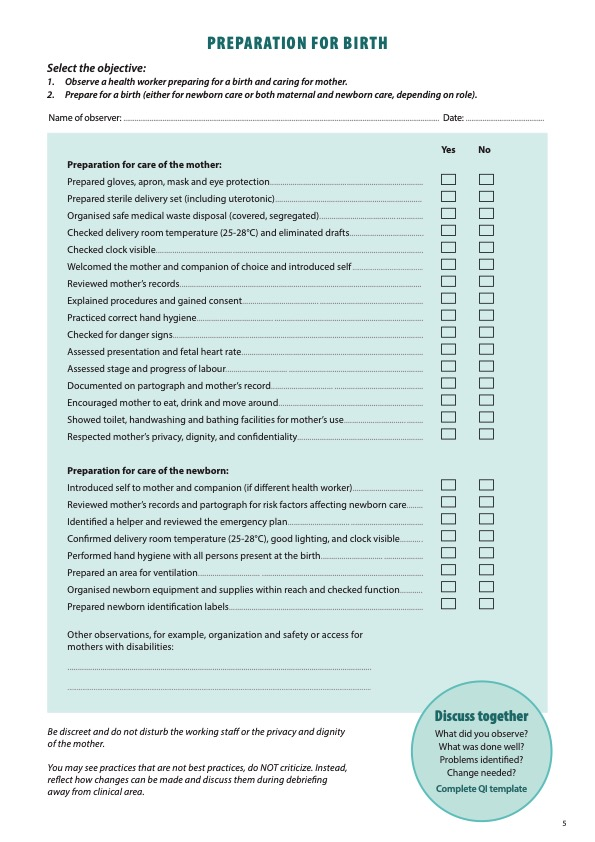 PREPARATION FOR BIRTH
Select the objective:
1. Observe a health worker preparing for a birth and caring for mother.
2. Prepare for a birth (either for newborn care or both maternal and newborn care, depending on role).
Name of observer: Date:
Yes No
Preparation for care of the mother:
Prepared gloves, apron, mask and eye protection
Prepared sterile delivery set (including uterotonic)
Organised safe medical waste disposal (covered, segregated)
Checked delivery room temperature (25-28°C) and eliminated drafts
Checked clock visible
Welcomed the mother and companion of choice and introduced self
Reviewed mother's records
Explained procedures and gained consent
Practiced correct hand hygiene
Checked for danger signs
Assessed presentation and fetal heart rate
Assessed stage and progress of labour
Documented on partograph and mother's record
Encouraged mother to eat, drink and move around
Showed toilet, handwashing and bathing facilities for mother's use
Respected mother's privacy, dignity, and confidentiality
Preparation for care of the newborn:
Introduced self to mother and companion (if different health worker)
Reviewed mother's records and partograph for risk factors affecting newborn care
Identified a helper and reviewed the emergency plan
Confirmed delivery room temperature (25-28°C), good lighting, and clock visible
Performed hand hygiene with all persons present at the birth
Prepared an area for ventilation
Organised newborn equipment and supplies within reach and checked function
Prepared newborn identification labels
Other observations, for example, organization and safety or access for
mothers with disabilities:
Be discreet and do not disturb the working staff or the privacy and dignity
of the mother.
You may see practices that are not best practices, do NOT criticize. Instead,
reflect how changes can be made and discuss them during debriefing
away from clinical area.
Discuss together
What did you observe?
What was done well?
Problems identified?
Change needed?
Complete QI template
5